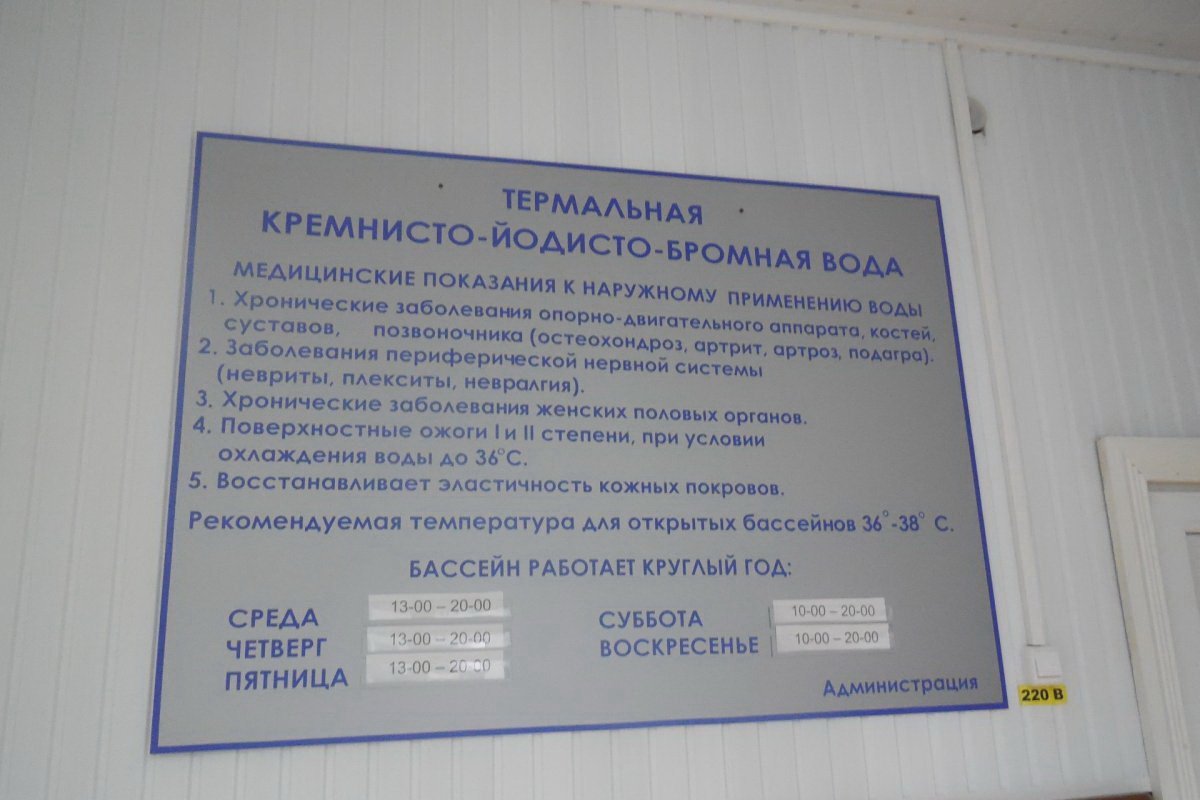 ТЕРМАЛЬНАЯ
КРЕМНИСТО-ЙОДИСТО-БРОМНАЯ ВОДА
МЕДИЦИНСКИЕ ПОКАЗАНИЯ К НАРУЖНОМУ ПРИМЕНЕНИЮ ВОДЫ
1. Хронические заболевания опорно-двигательного аппарата, костей,
суставов, позвоночника (остеохондроз, артрит, артроз, подагра).
2. Заболевания периферической нервной системы
(невриты, плекситы, невралгия).
3. Хронические заболевания женских половых органов.
4. Поверхностные ожоги I и II степени, при условии
охлаждения воды до 36°С.
5. Восстанавливает эластичность кожных покровов.
Рекомендуемая температура для открытых бассейнов 36°-38° С.
БАССЕЙН РАБОТАЕТ КРУГЛЫЙ ГОД:
СРЕДА 13-00 – 20-00
ЧЕТВЕРГ 13-00 – 20-00
ПЯТНИЦА 13-00 – 20-00
СУББОТА 10-00 – 20-00
ВОСКРЕСЕНЬЕ 10-00 – 20-00
Администрация
220 В